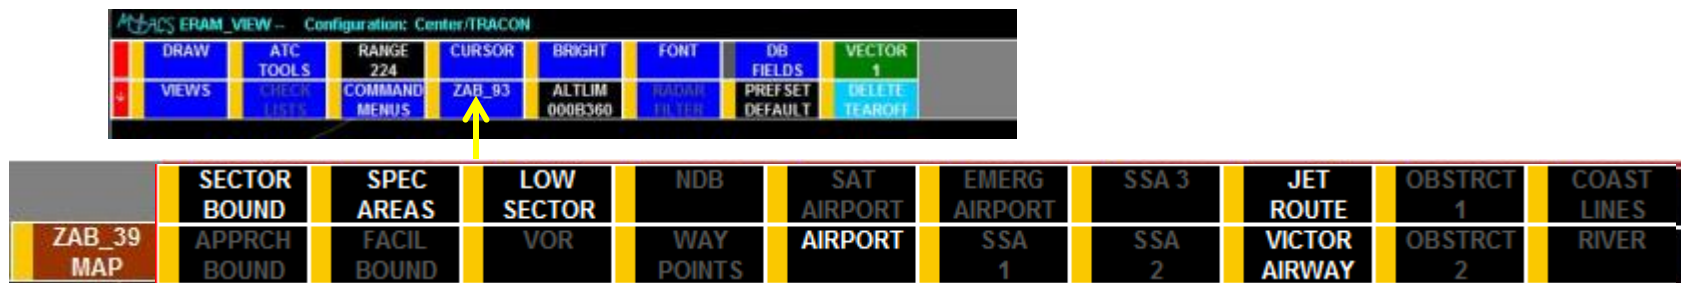 ERAM_VIEW -- Configuration: Center/TRACON
DRAW ATC TOOLS RANGE 224 CURSOR BRIGHT FONT DB FIELDS VECTOR 1
VIEWS CHECK LISTS COMMAND MENUS ZAB_93 ALTLIM 000B360 RADAR FILTER PREFSET DEFAULT DELETE TEAROFF
SECTOR BOUND SPEC AREAS LOW SECTOR NDB SAT AIRPORT EMERG AIRPORT SSA 3 JET ROUTE OBSTRCT 1 COAST LINES
ZAB_39 MAP APPRCH BOUND FACIL BOUND VOR WAY POINTS AIRPORT SSA 1 SSA 2 VICTOR AIRWAY OBSTRCT 2 RIVER